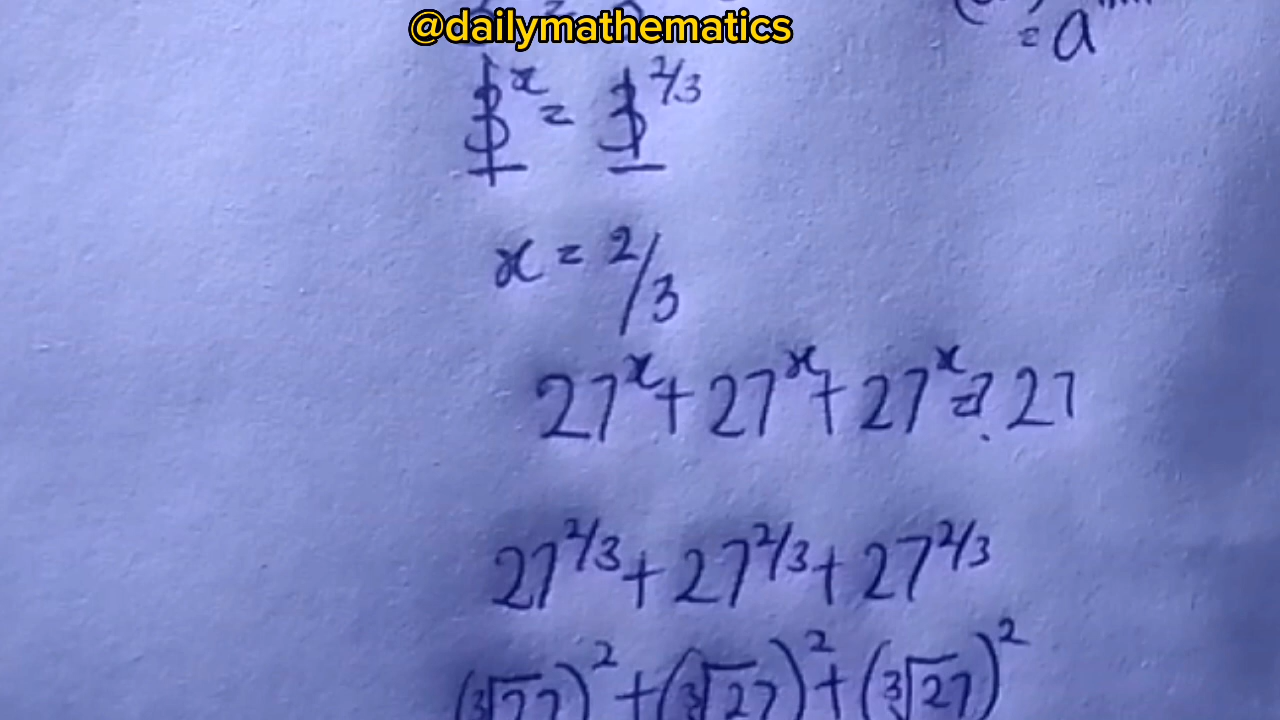 @dailymathematics
= a
3^x = 3^2/3
x = 2/3
27^x + 27^x + 27^x =? 27
27^2/3 + 27^2/3 + 27^2/3
(∛27)^2 + (∛27)^2 + (∛27)^2